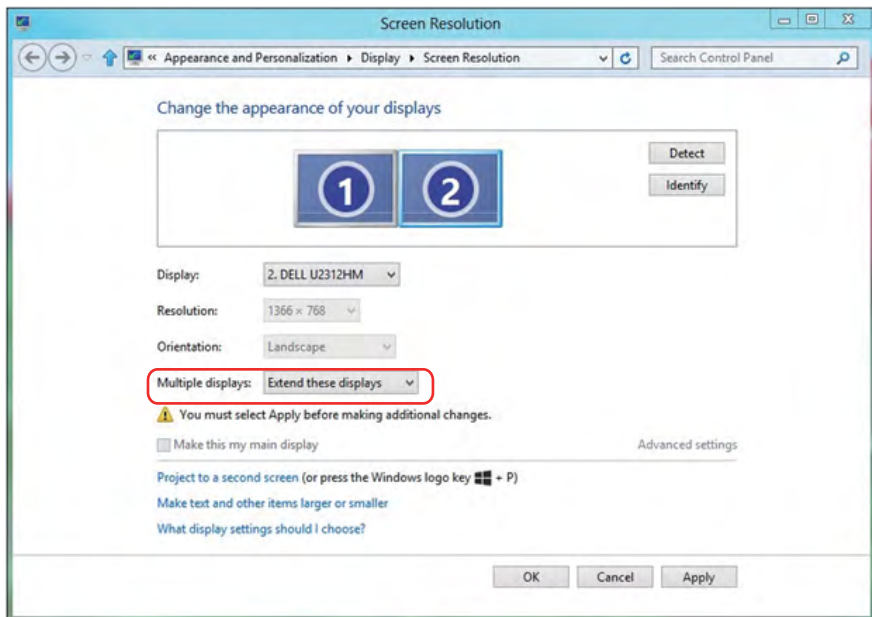 Screen Resolution
« Appearance and Personalization Display Screen Resolution Search Control Panel
Change the appearance of your displays
1 2
Detect
Identify
Display: 2. DELL U2312HM
Resolution: 1366 × 768
Orientation: Landscape
Multiple displays: Extend these displays
You must select Apply before making additional changes.
Make this my main display Advanced settings
Project to a second screen (or press the Windows logo key + P)
Make text and other items larger or smaller
What display settings should I choose?
OK Cancel Apply